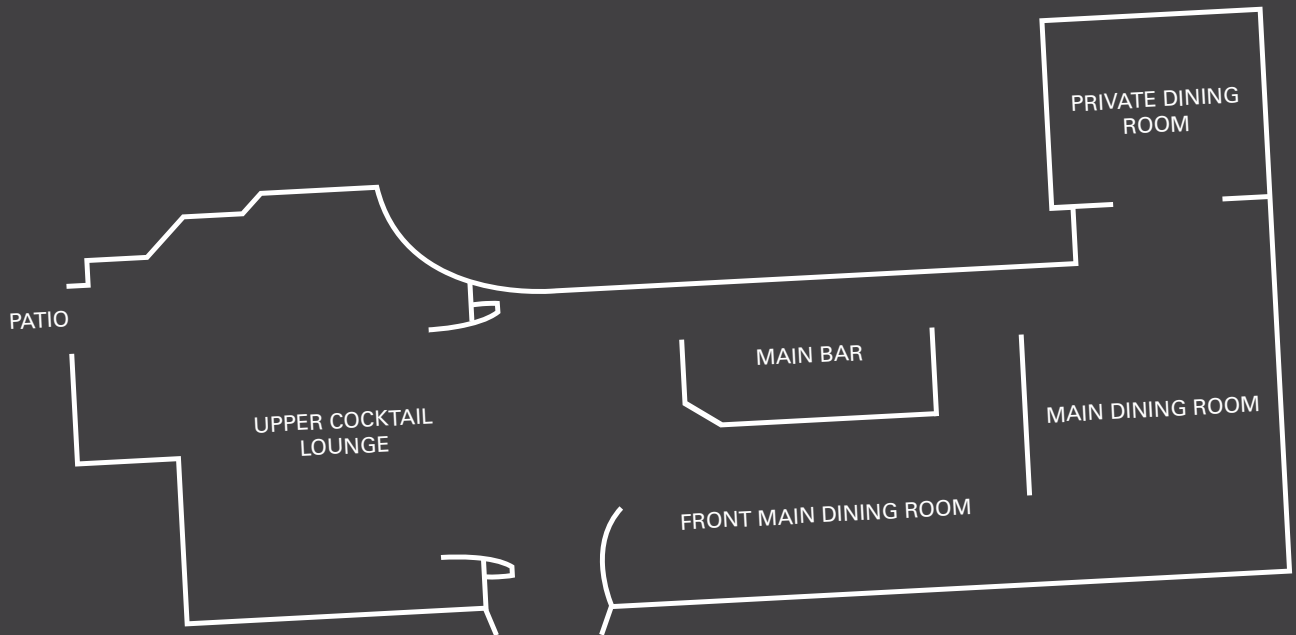 PRIVATE DINING
ROOM
PATIO
MAIN BAR
UPPER COCKTAIL
LOUNGE
MAIN DINING ROOM
FRONT MAIN DINING ROOM